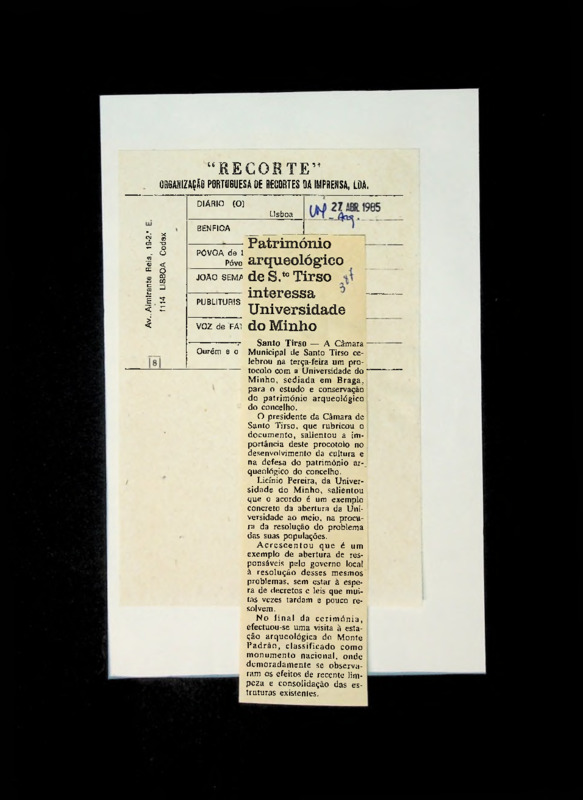 "RECORTE"
ORGANIZAÇÃO PORTUGUESA DE RECORTES DA IMPRENSA, LDA.
Av. Almirante Reis, 19-2.º E.
1114 LISBOA Codex
8
DIÁRIO (O)
Lisboa
27 ABR. 1985
Arq.
BENFICA
PÓVOA de
Póvo
JOÃO SEMA
PUBLITURIS
VOZ de FÁT
Ourém e o
Património
arqueológico
de S.to Tirso
interessa
Universidade
do Minho
387
Santo Tirso — A Câmara
Municipal de Santo Tirso ce-
lebrou na terça-feira um pro-
tocolo com a Universidade do
Minho, sediada em Braga,
para o estudo e conservação
do património arqueológico
do concelho.
O presidente da Câmara de
Santo Tirso, que rubricou o
documento, salientou a im-
portância deste procotolo no
desenvolvimento da cultura e
na defesa do património ar-
queológico do concelho.
Licínio Pereira, da Univer-
sidade do Minho, salientou
que o acordo é um exemplo
concreto da abertura da Uni-
versidade ao meio, na procu-
ra da resolução do problema
das suas populações.
Acrescentou que é um
exemplo de abertura de res-
ponsáveis pelo governo local
à resolução desses mesmos
problemas, sem estar à espe-
ra de decretos e leis que mui-
tas vezes tardam e pouco re-
solvem.
No final da cerimónia,
efectuou-se uma visita à esta-
ção arqueológica do Monte
Padrão, classificado como
monumento nacional, onde
demoradamente se observa-
ram os efeitos de recente lim-
peza e consolidação das es-
truturas existentes.